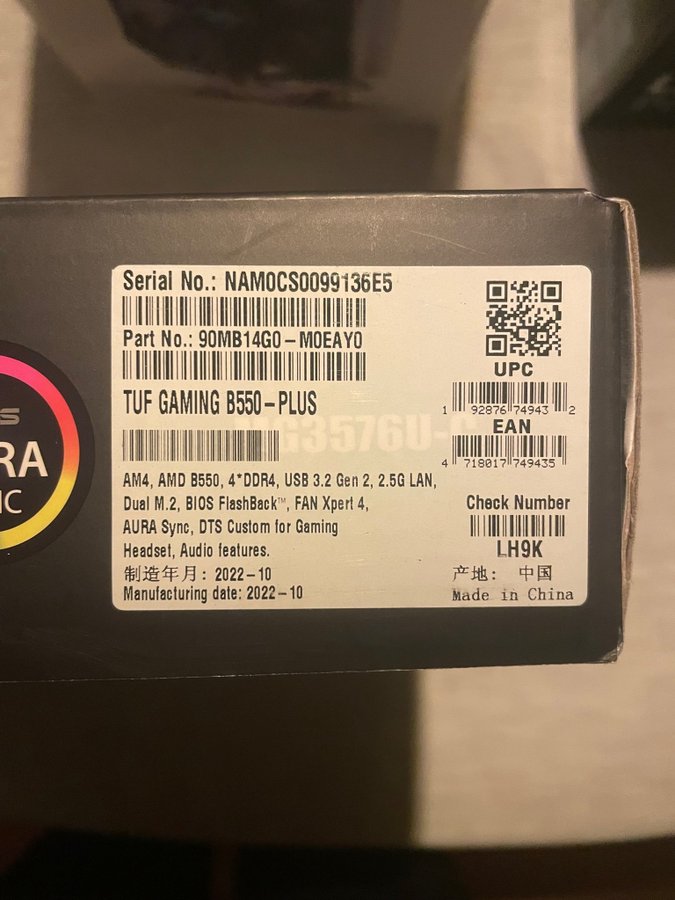 Serial No.: NAM0CS0099136E5
Part No.: 90MB14G0-M0EAY0
TUF GAMING B550-PLUS
AM4, AMD B550, 4*DDR4, USB 3.2 Gen 2, 2.5G LAN,
Dual M.2, BIOS FlashBack™, FAN Xpert 4,
AURA Sync, DTS Custom for Gaming
Headset, Audio features.
制造年月: 2022-10
Manufacturing date: 2022-10
UPC
1 92876 74943 2
EAN
4 718017 749435
Check Number
LH9K
产地: 中国
Made in China
RA
IC